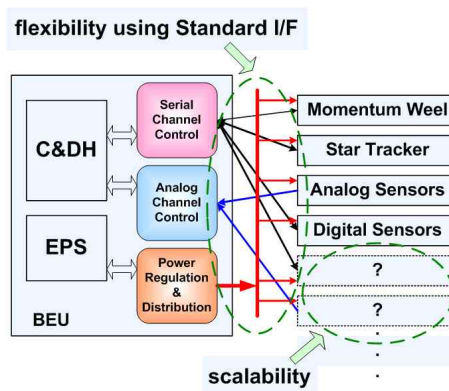 flexibility using Standard I/F
Serial
Channel
Control
C&DH
Analog
Channel
Control
EPS
Power
Regulation
&
Distribution
BEU
Momentum Weel
Star Tracker
Analog Sensors
Digital Sensors
?
?
scalability